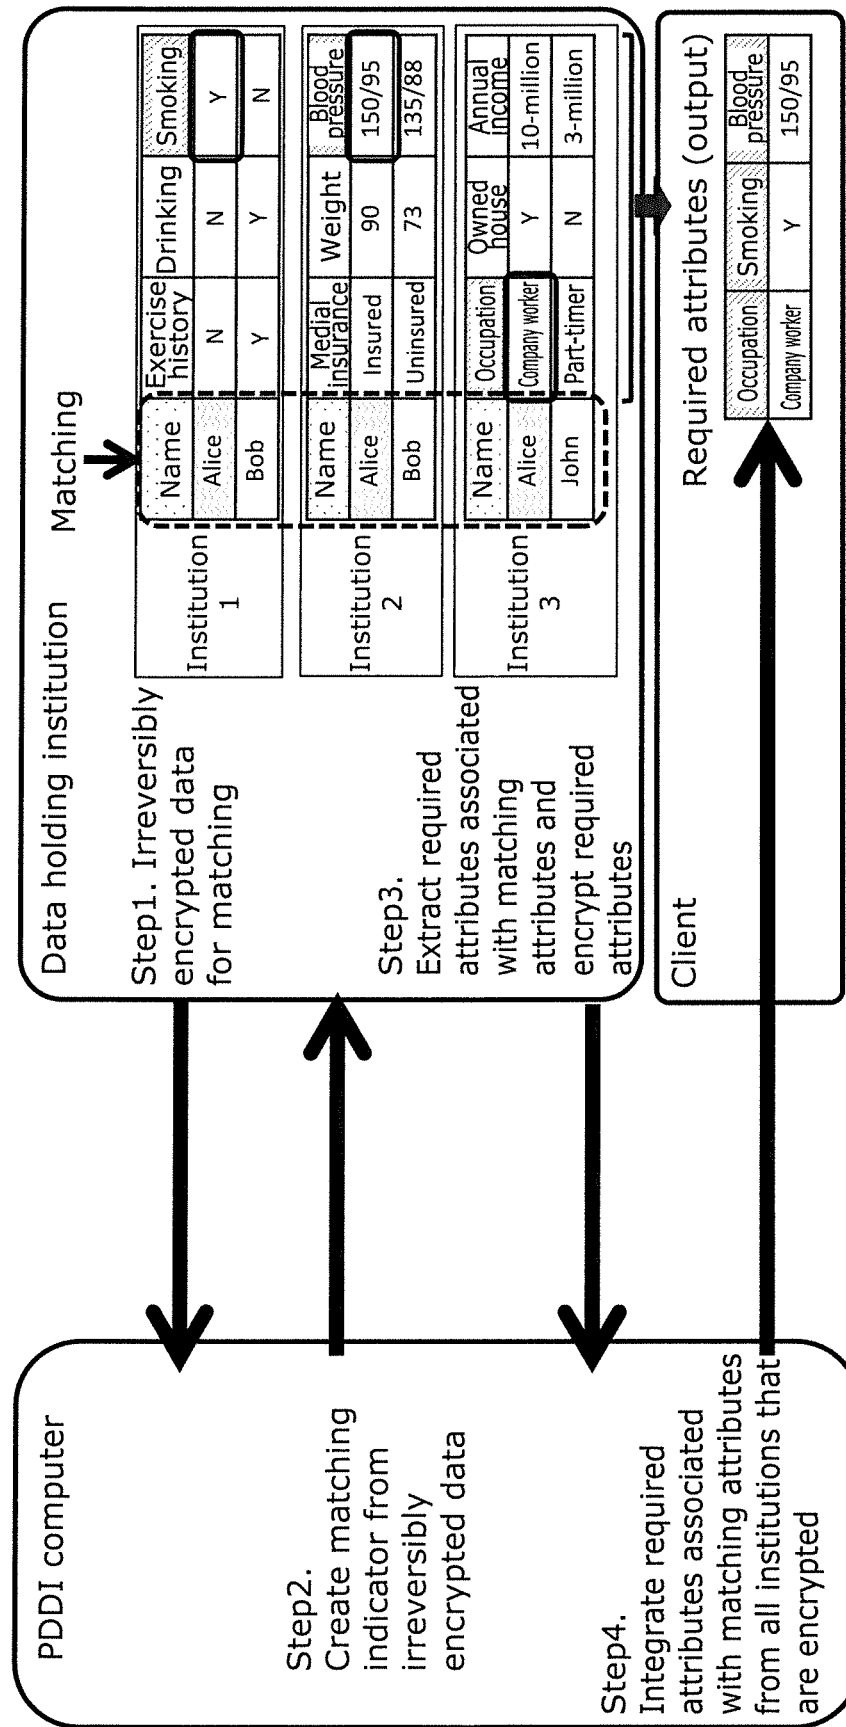 PDDI computer
Step2.
Create matching
indicator from
irreversibly
encrypted data
Step4.
Integrate required
attributes associated
with matching attributes
from all institutions that
are encrypted
Data holding institution
Step1. Irreversibly
encrypted data
for matching
Step3.
Extract required
attributes associated
with matching
attributes and
encrypt required
attributes
Matching
Institution
1
Name Exercise history Drinking Smoking
Alice N N Y
Bob Y Y N
Institution
2
Name Medial insurance Weight Blood pressure
Alice Insured 90 150/95
Bob Uninsured 73 135/88
Institution
3
Name Occupation Owned house Annual income
Alice Company worker Y 10-million
John Part-timer N 3-million
Client
Required attributes (output)
Occupation Smoking Blood pressure
Company worker Y 150/95